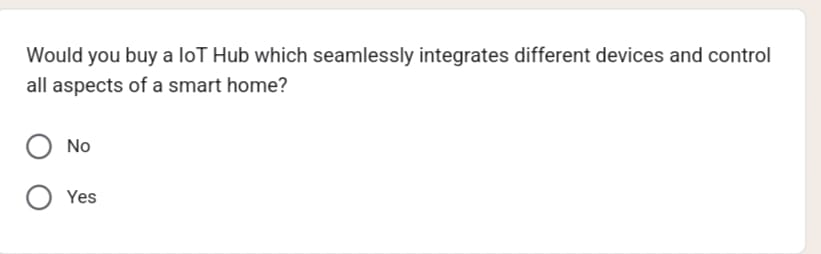 Would you buy a IoT Hub which seamlessly integrates different devices and control
all aspects of a smart home?
No
Yes